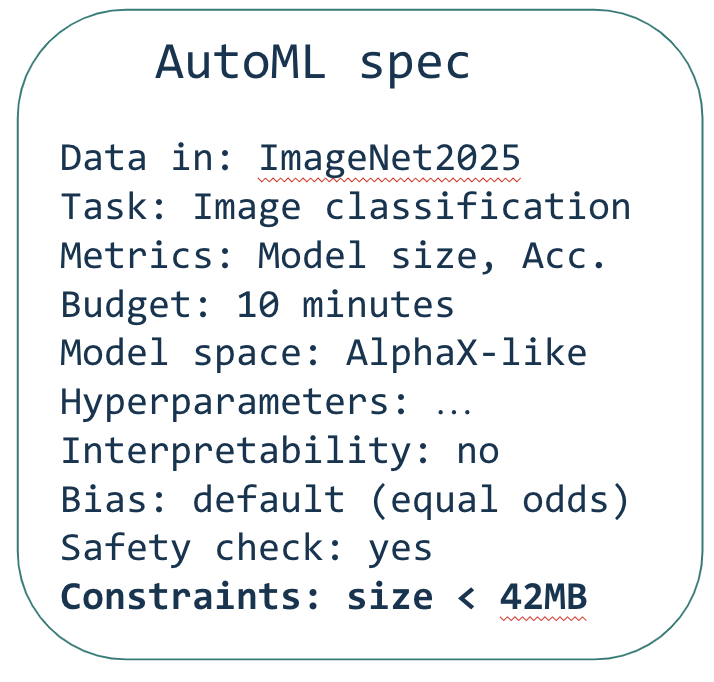 AutoML spec
Data in: ImageNet2025
Task: Image classification
Metrics: Model size, Acc.
Budget: 10 minutes
Model space: AlphaX-like
Hyperparameters: ...
Interpretability: no
Bias: default (equal odds)
Safety check: yes
Constraints: size < 42MB